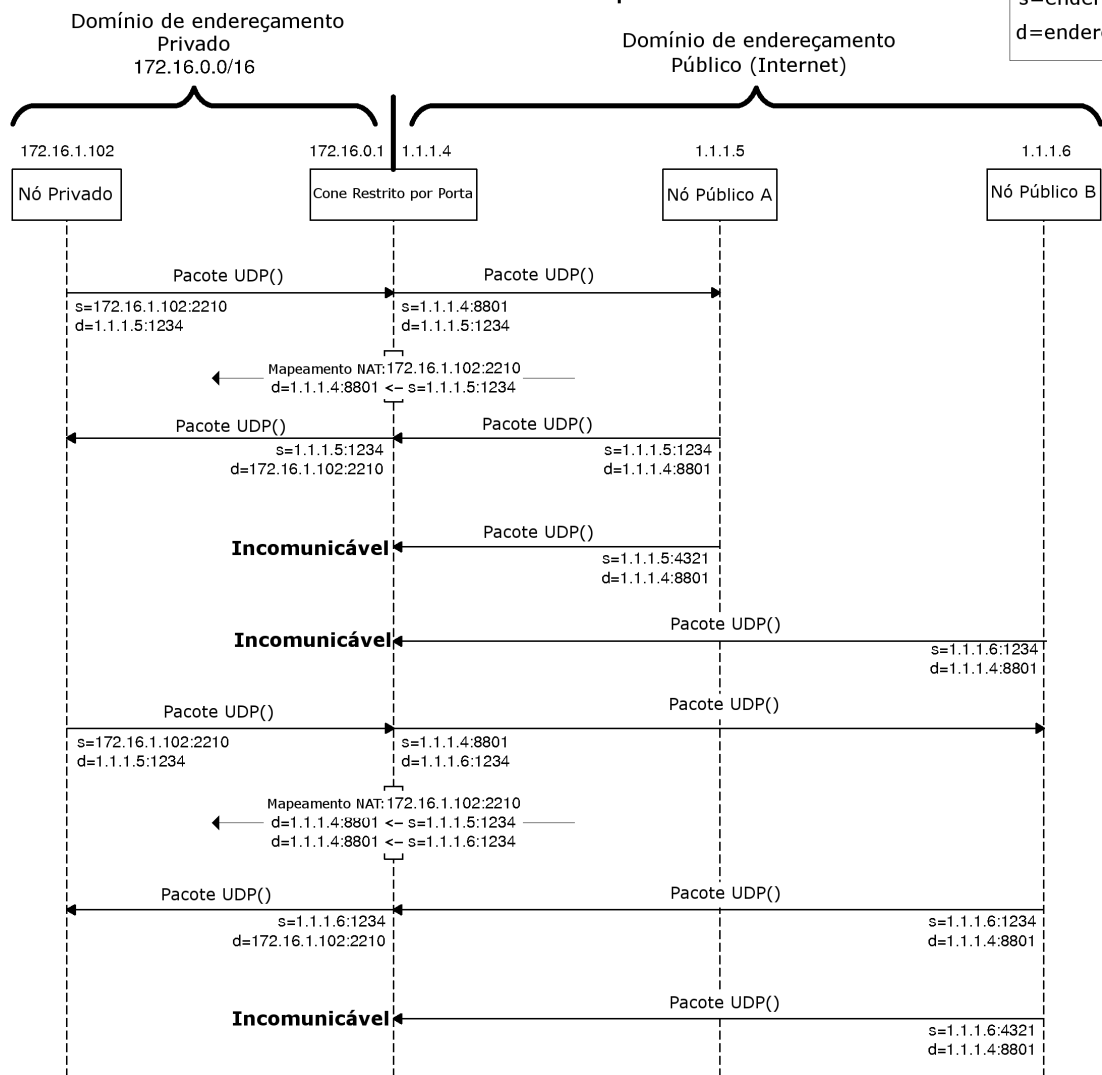 Domínio de endereçamento
Privado
172.16.0.0/16
Domínio de endereçamento
Público (Internet)
172.16.1.102
172.16.0.1
1.1.1.4
1.1.1.5
1.1.1.6
Nó Privado
Cone Restrito por Porta
Nó Público A
Nó Público B
Pacote UDP()
Pacote UDP()
s=172.16.1.102:2210
d=1.1.1.5:1234
s=1.1.1.4:8801
d=1.1.1.5:1234
Mapeamento NAT:172.16.1.102:2210
d=1.1.1.4:8801 <– s=1.1.1.5:1234
Pacote UDP()
Pacote UDP()
s=1.1.1.5:1234
d=172.16.1.102:2210
s=1.1.1.5:1234
d=1.1.1.4:8801
Pacote UDP()
Incomunicável
s=1.1.1.5:4321
d=1.1.1.4:8801
Pacote UDP()
Incomunicável
s=1.1.1.6:1234
d=1.1.1.4:8801
Pacote UDP()
Pacote UDP()
s=172.16.1.102:2210
d=1.1.1.5:1234
s=1.1.1.4:8801
d=1.1.1.6:1234
Mapeamento NAT:172.16.1.102:2210
d=1.1.1.4:8801 <– s=1.1.1.5:1234
d=1.1.1.4:8801 <– s=1.1.1.6:1234
Pacote UDP()
Pacote UDP()
s=1.1.1.6:1234
d=172.16.1.102:2210
s=1.1.1.6:1234
d=1.1.1.4:8801
Pacote UDP()
Incomunicável
s=1.1.1.6:4321
d=1.1.1.4:8801